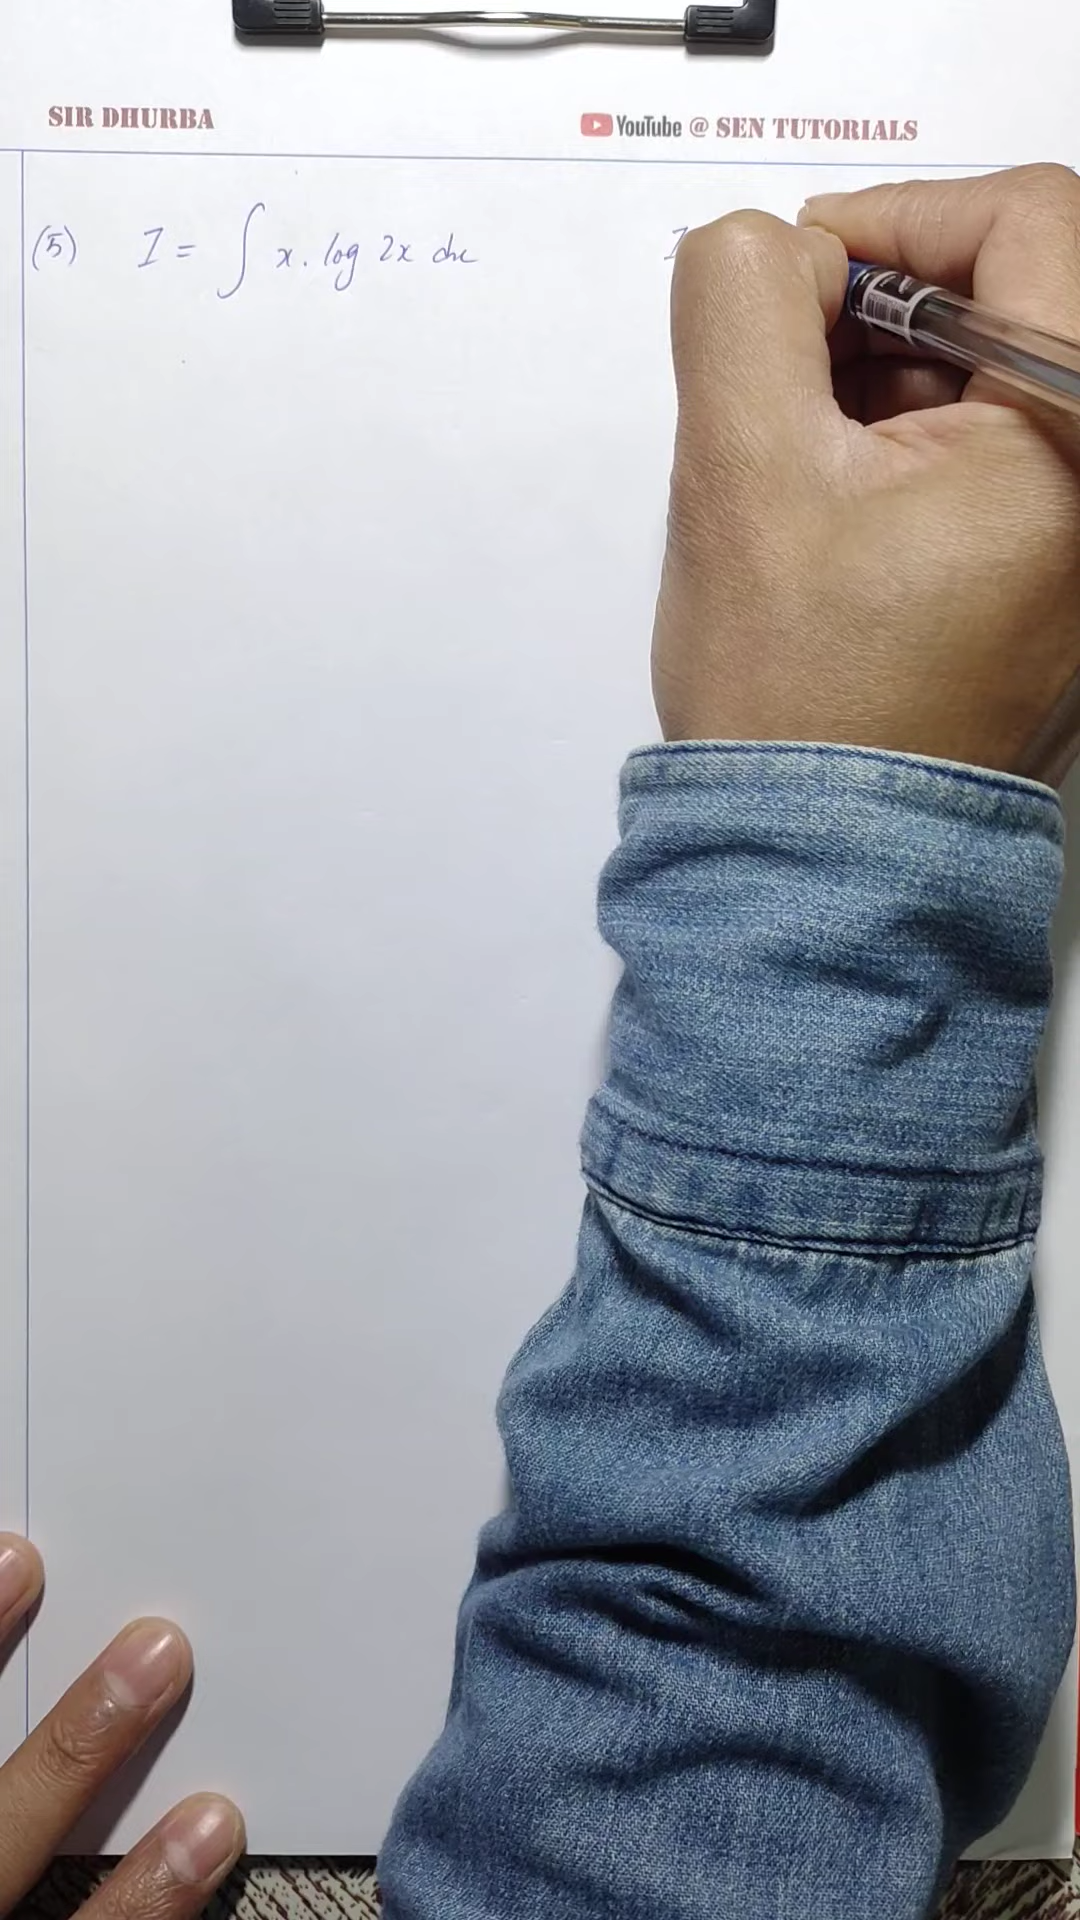 SIR DHURBA
YouTube @ SEN TUTORIALS
(5) I = ∫ x . log 2x dx
I